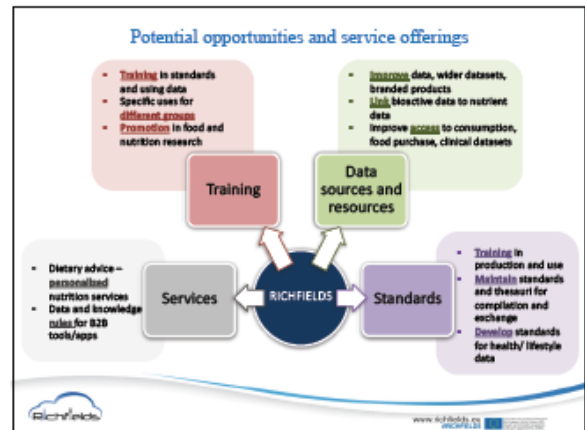 Potential opportunities and service offerings
- Training in standards
and using data
- Specific uses for
different groups
- Promotion in food and
nutrition research
- Improve data, wider datasets,
branded products
- Link bioactive data to nutrient
data
- Improve access to consumption,
food purchase, clinical datasets
Training
Data
sources and
resources
- Dietary advice –
personalized
nutrition services
- Data and knowledge
rules for B2B
tools/apps
Services
RICHFIELDS
Standards
- Training in
production and use
- Maintain standards
and thesauri for
compilation and
exchange
- Develop standards
for health/ lifestyle
data
Richfields
www.richfields.eu
#RICHFIELDS